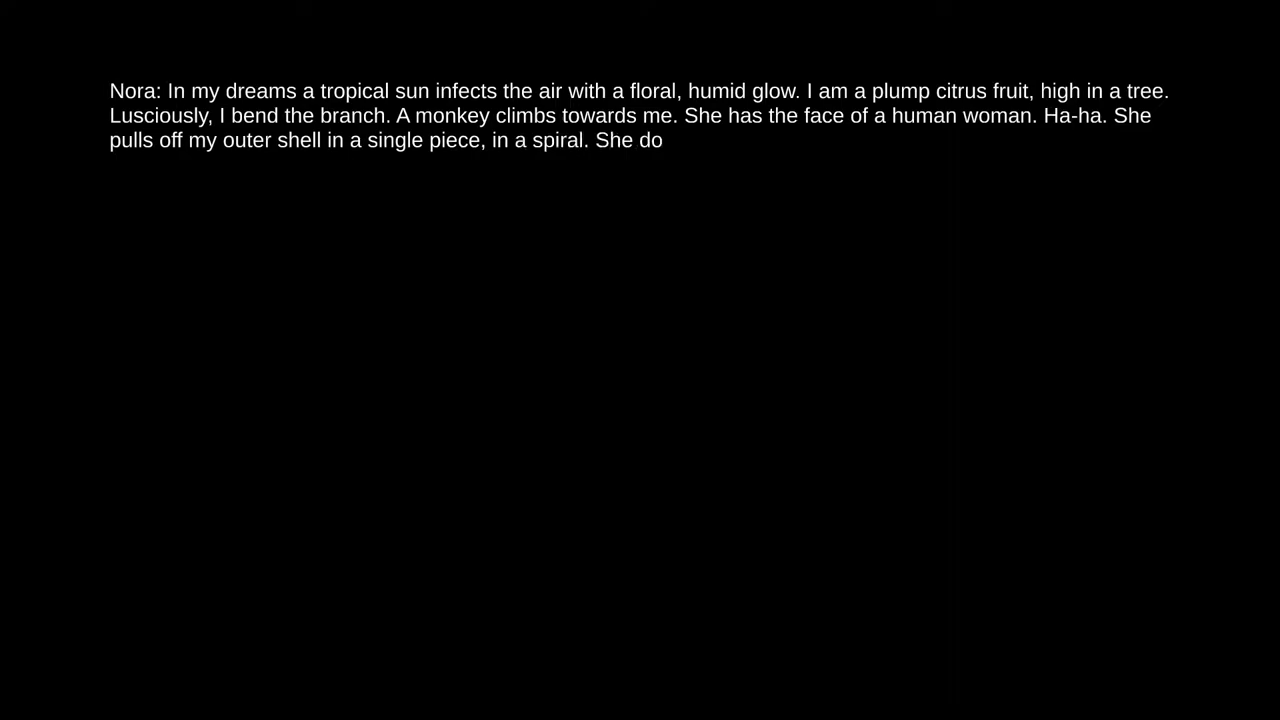 Nora: In my dreams a tropical sun infects the air with a floral, humid glow. I am a plump citrus fruit, high in a tree.
Lusciously, I bend the branch. A monkey climbs towards me. She has the face of a human woman. Ha-ha. She
pulls off my outer shell in a single piece, in a spiral. She do